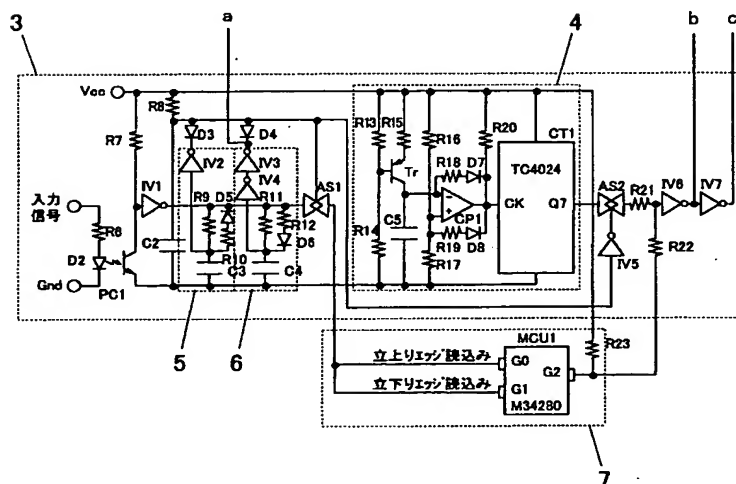 3
a
4
b
c
Vcc
R8
R7
D3
D4
R13
R15
R16
R20
CT1
IV2
IV3
IV4
Tr
R18
D7
TC4024
入力
信号
IV1
R9
D5
R11
AS1
AS2
R21
IV6
IV7
CK
Q7
R6
R12
C5
CP1
C2
R10
D6
R14
R19
D8
IV5
R22
D2
C3
C4
R17
Gnd
PC1
5
6
MCU1
R23
立上りエッジ読込み
G0
G2
立下りエッジ読込み
G1
M34280
7